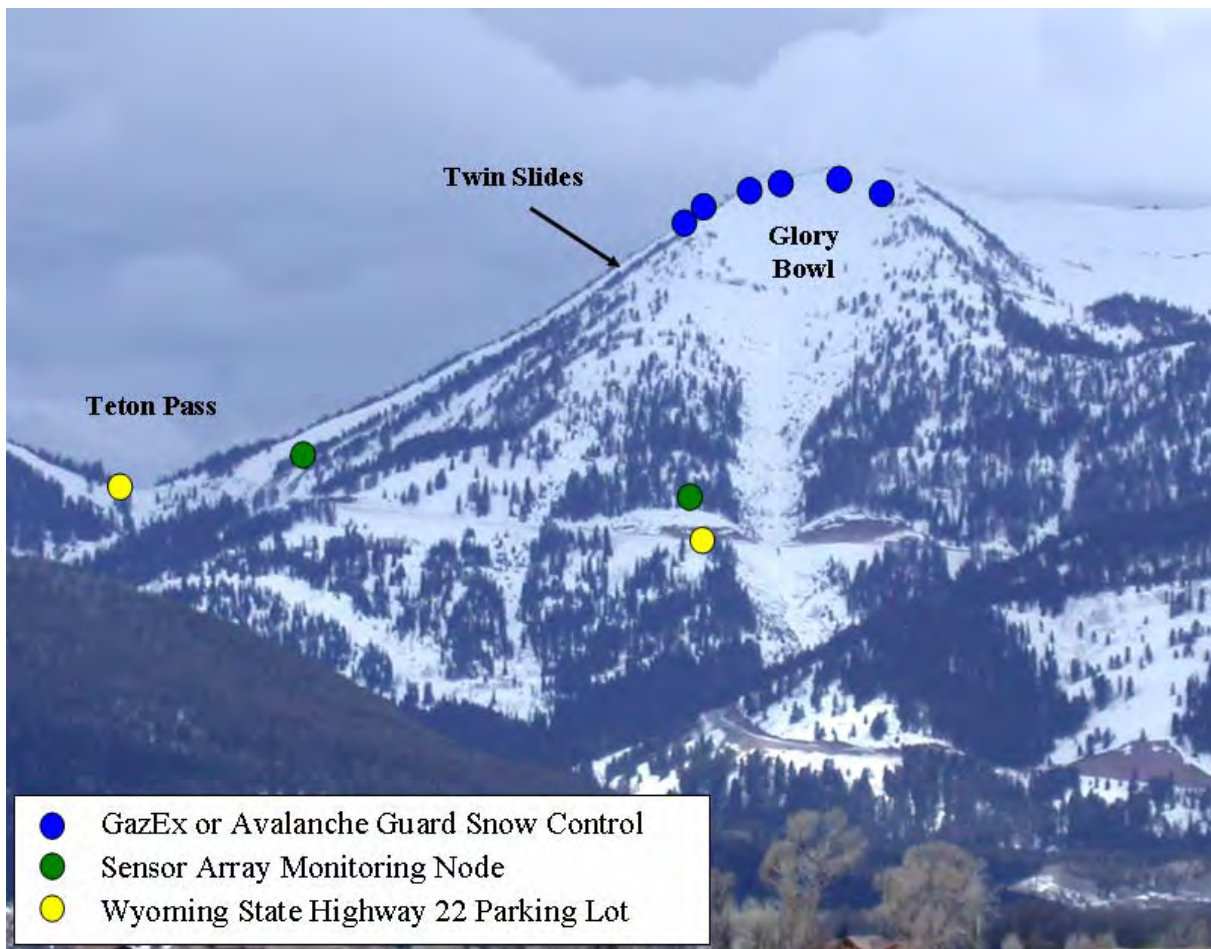 Twin Slides
Glory
Bowl
Teton Pass
GazEx or Avalanche Guard Snow Control
Sensor Array Monitoring Node
Wyoming State Highway 22 Parking Lot